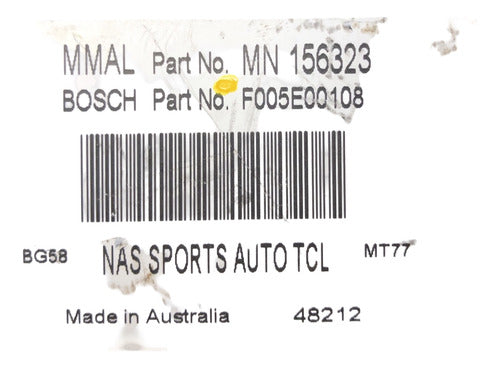 MMAL Part No. MN 156323
BOSCH Part No. F005E00108
BG58 NAS SPORTS AUTO TCL MT77
Made in Australia 48212